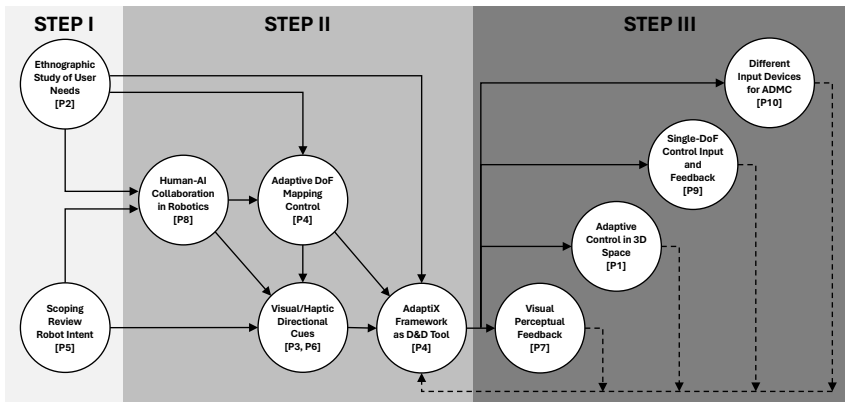 STEP I
STEP II
STEP III
Ethnographic
Study of User
Needs
[P2]
Different
Input Devices
for ADMC
[P10]
Single-DoF
Control Input
and
Feedback
[P9]
Human-AI
Collaboration
in Robotics
[P8]
Adaptive DoF
Mapping
Control
[P4]
Adaptive
Control in 3D
Space
[P1]
Scoping
Review
Robot Intent
[P5]
Visual/Haptic
Directional
Cues
[P3, P6]
AdaptiX
Framework
as D&D Tool
[P4]
Visual
Perceptual
Feedback
[P7]